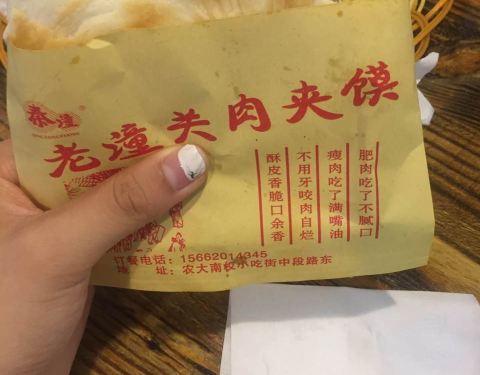 秦潼
老潼关肉夹馍
肥肉吃了不腻口
瘦肉吃了满嘴油
不用牙咬肉自烂
酥皮香脆口余香
订餐电话：15662014345
地 址：农大南校小吃街中段路东